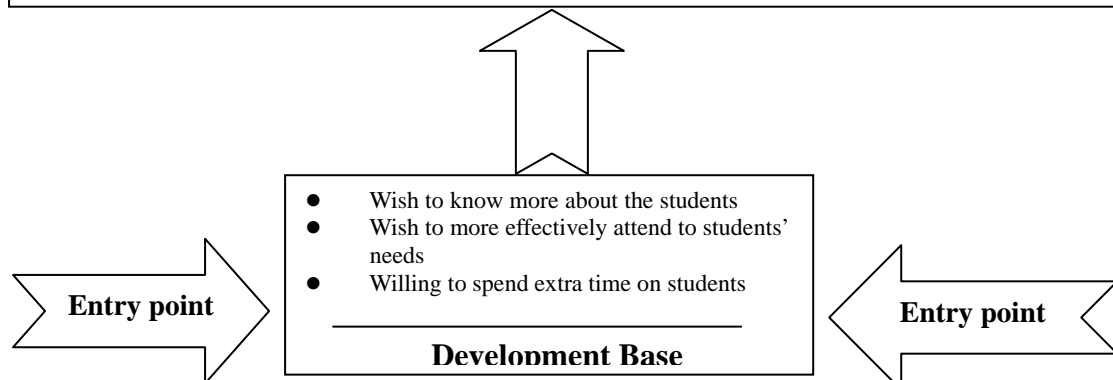 ● Wish to know more about the students
● Wish to more effectively attend to students’
needs
● Willing to spend extra time on students
Entry point
Entry point
Development Base